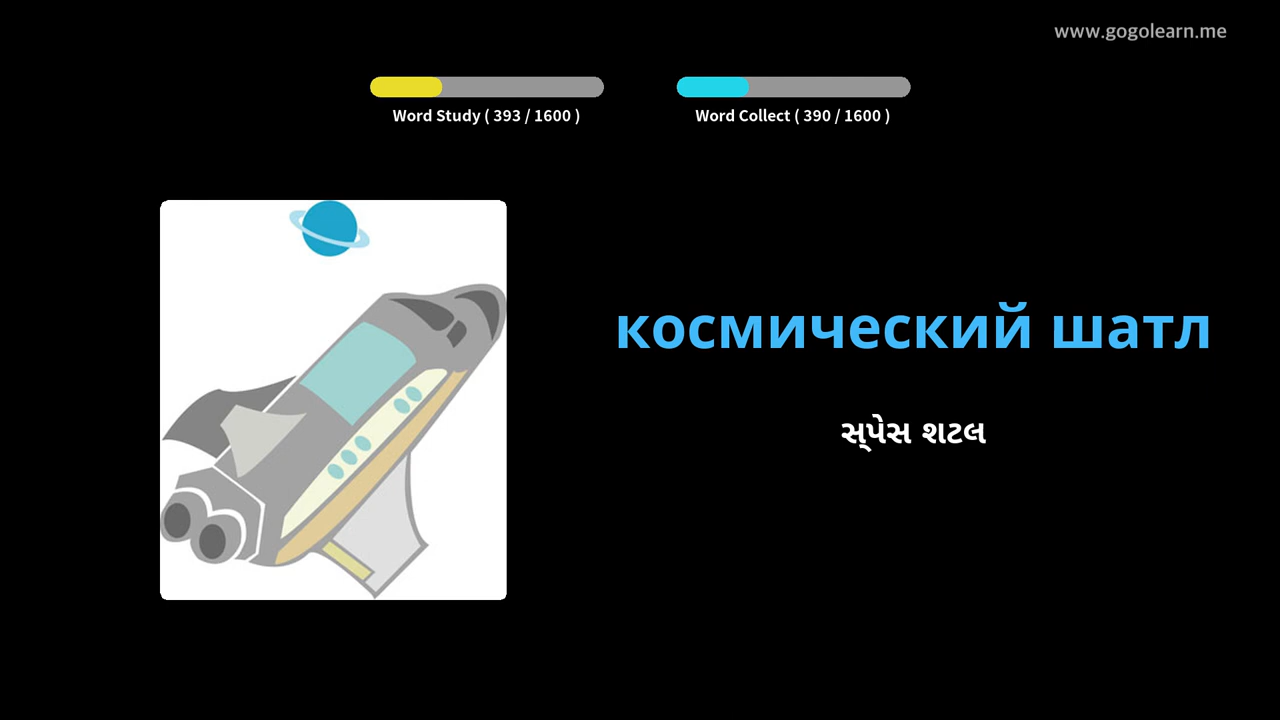 www.gogolearn.me
Word Study ( 393 / 1600 )
Word Collect ( 390 / 1600 )
космический шатл
સ્પેસ શટલ